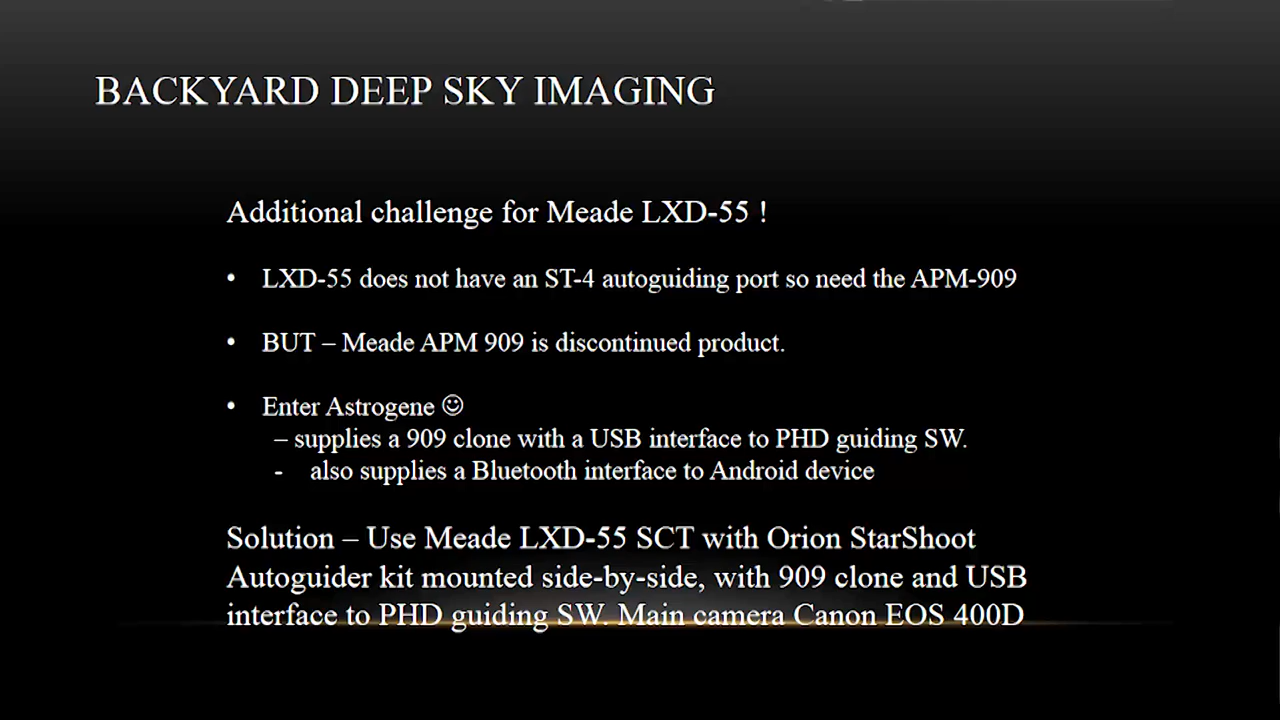 BACKYARD DEEP SKY IMAGING
Additional challenge for Meade LXD-55 !
• LXD-55 does not have an ST-4 autoguiding port so need the APM-909
• BUT – Meade APM 909 is discontinued product.
• Enter Astrogene ☺
– supplies a 909 clone with a USB interface to PHD guiding SW.
- also supplies a Bluetooth interface to Android device
Solution – Use Meade LXD-55 SCT with Orion StarShoot
Autoguider kit mounted side-by-side, with 909 clone and USB
interface to PHD guiding SW. Main camera Canon EOS 400D